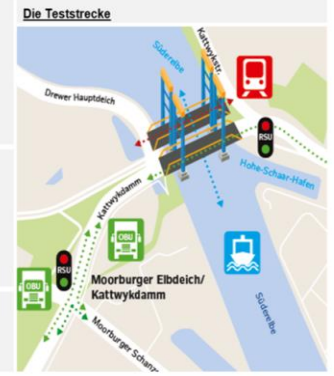 Die Teststrecke
Süderelbe
Kattwykstr.
Drewer Hauptdeich
RSU
Hohe-Schaar-Hafen
Kattwykdamm
OBU
RSU
OBU
Moorburger Elbdeich/
Kattwykdamm
Süderelbe
Moorburger Schanze